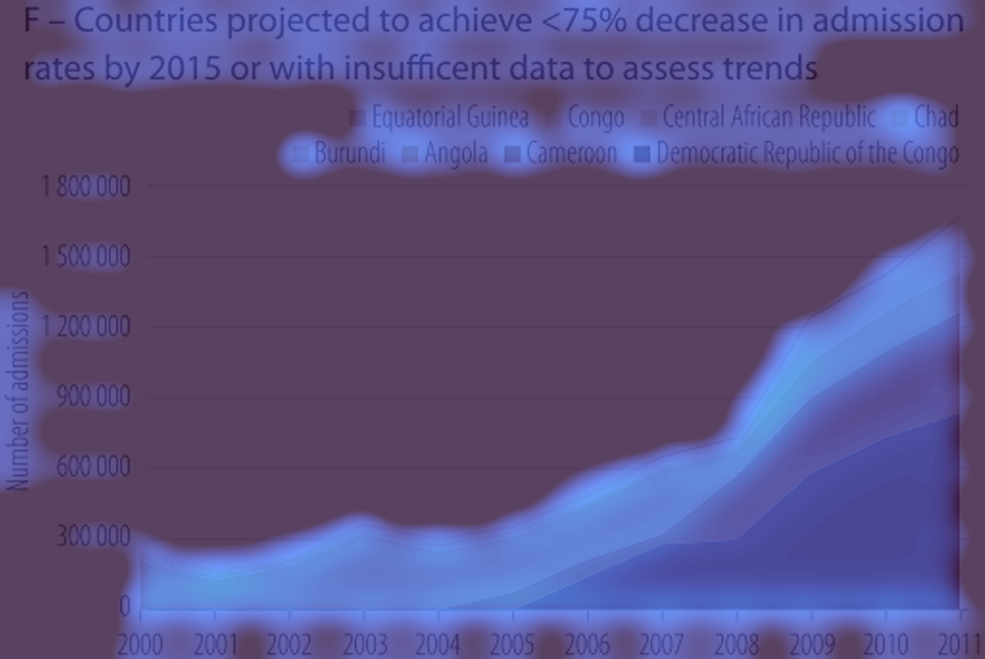 F – Countries projected to achieve <75% decrease in admission
rates by 2015 or with insufficent data to assess trends
Equatorial Guinea Congo Central African Republic Chad
Burundi Angola Cameroon Democratic Republic of the Congo
1 800 000
1 500 000
1 200 000
900 000
600 000
300 000
0
Number of admissions
2000 2001 2002 2003 2004 2005 2006 2007 2008 2009 2010 2011